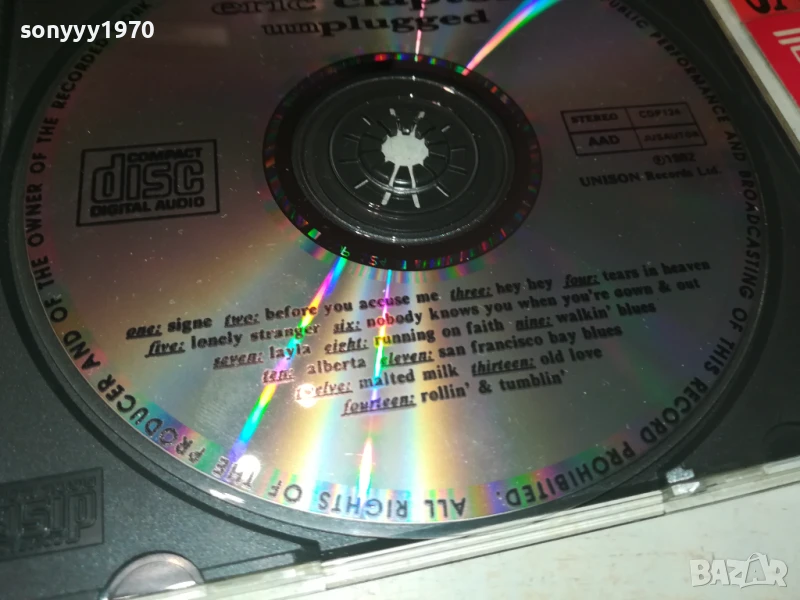 sonyyy1970
eric clapton
unplugged
COMPACT
disc
DIGITAL AUDIO
STEREO CDP124
AAD
UNISON Records Ltd.
one: signe two: before you accuse me three: hey hey four: tears in heaven
five: lonely stranger six: nobody knows you when you're down & out
seven: layla eight: running on faith nine: walkin' blues
ten: alberta eleven: san francisco bay blues
twelve: malted milk thirteen: old love
fourteen: rollin' & tumblin'
ALL RIGHTS OF THE PRODUCER AND OF THE OWNER OF THE RECORDED
PUBLIC PERFORMANCE AND BROADCASTING OF THIS RECORD PROHIBITED.
BAZAR
bazar.bg